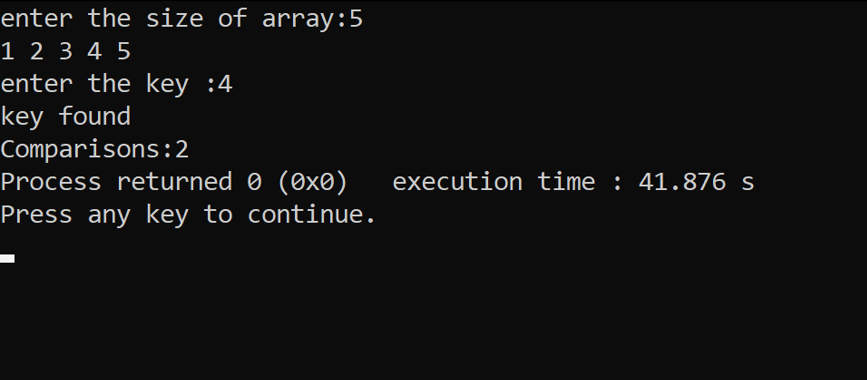 enter the size of array:5
1 2 3 4 5
enter the key :4
key found
Comparisons:2
Process returned 0 (0x0)   execution time : 41.876 s
Press any key to continue.